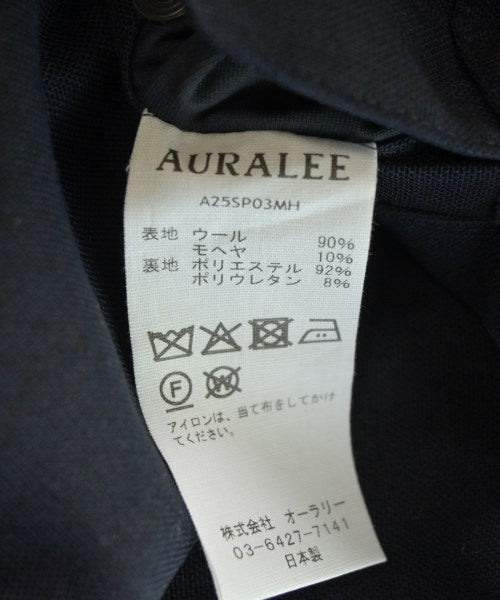 AURALEE
A25SP03MH
表地 ウール 90%
モヘヤ 10%
裏地 ポリエステル 92%
ポリウレタン 8%
F W
アイロンは、当て布をしてかけ
てください。
株式会社 オーラリー
03-6427-7141
日本製